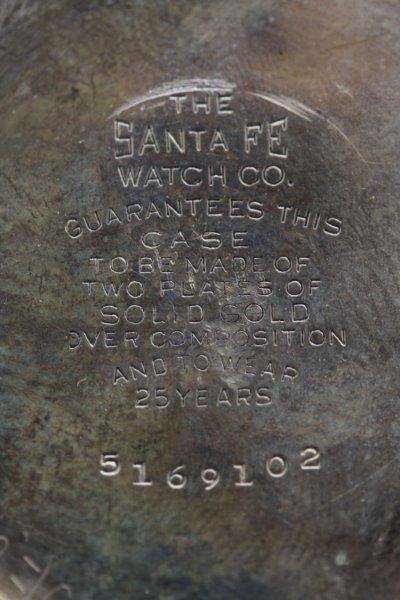 THE
SANTA FE
WATCH CO.
GUARANTEES THIS
CASE
TO BE MADE OF
TWO PLATES OF
SOLID GOLD
OVER COMPOSITION
AND TO WEAR
25 YEARS
5169102